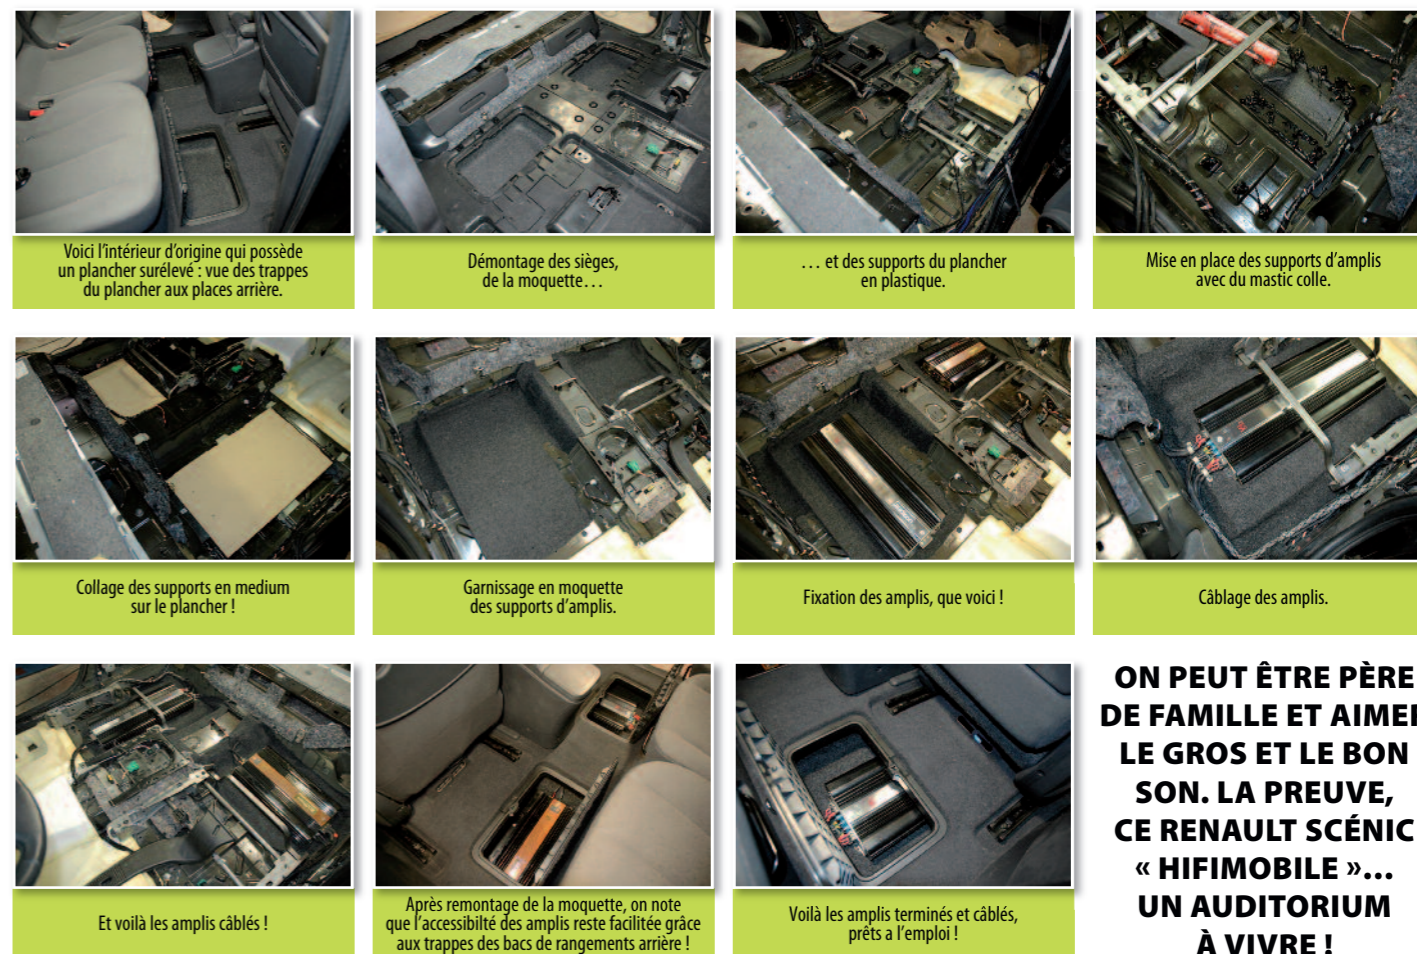 Voici l'intérieur d'origine qui possède
un plancher surélevé : vue des trappes
du plancher aux places arrière.
Démontage des sièges,
de la moquette…
… et des supports du plancher
en plastique.
Mise en place des supports d'amplis
avec du mastic colle.
Collage des supports en medium
sur le plancher !
Garnissage en moquette
des supports d'amplis.
Fixation des amplis, que voici !
Câblage des amplis.
Et voilà les amplis câblés !
Après remontage de la moquette, on note
que l'accessibilté des amplis reste facilitée grâce
aux trappes des bacs de rangements arrière !
Voilà les amplis terminés et câblés,
prêts a l'emploi !
ON PEUT ÊTRE PÈRE
DE FAMILLE ET AIMER
LE GROS ET LE BON
SON. LA PREUVE,
CE RENAULT SCÉNIC
« HIFIMOBILE »…
UN AUDITORIUM
À VIVRE !